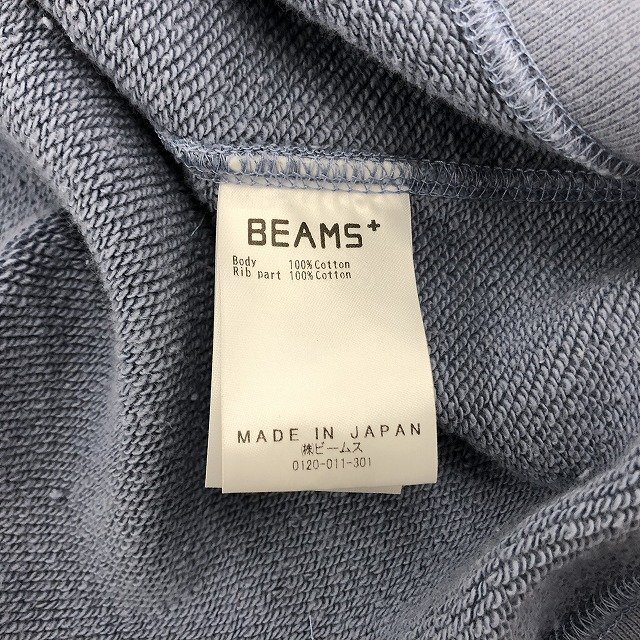 BEAMS+
Body 100%Cotton
Rib part 100%Cotton
MADE IN JAPAN
㈱ビームス
0120-011-301